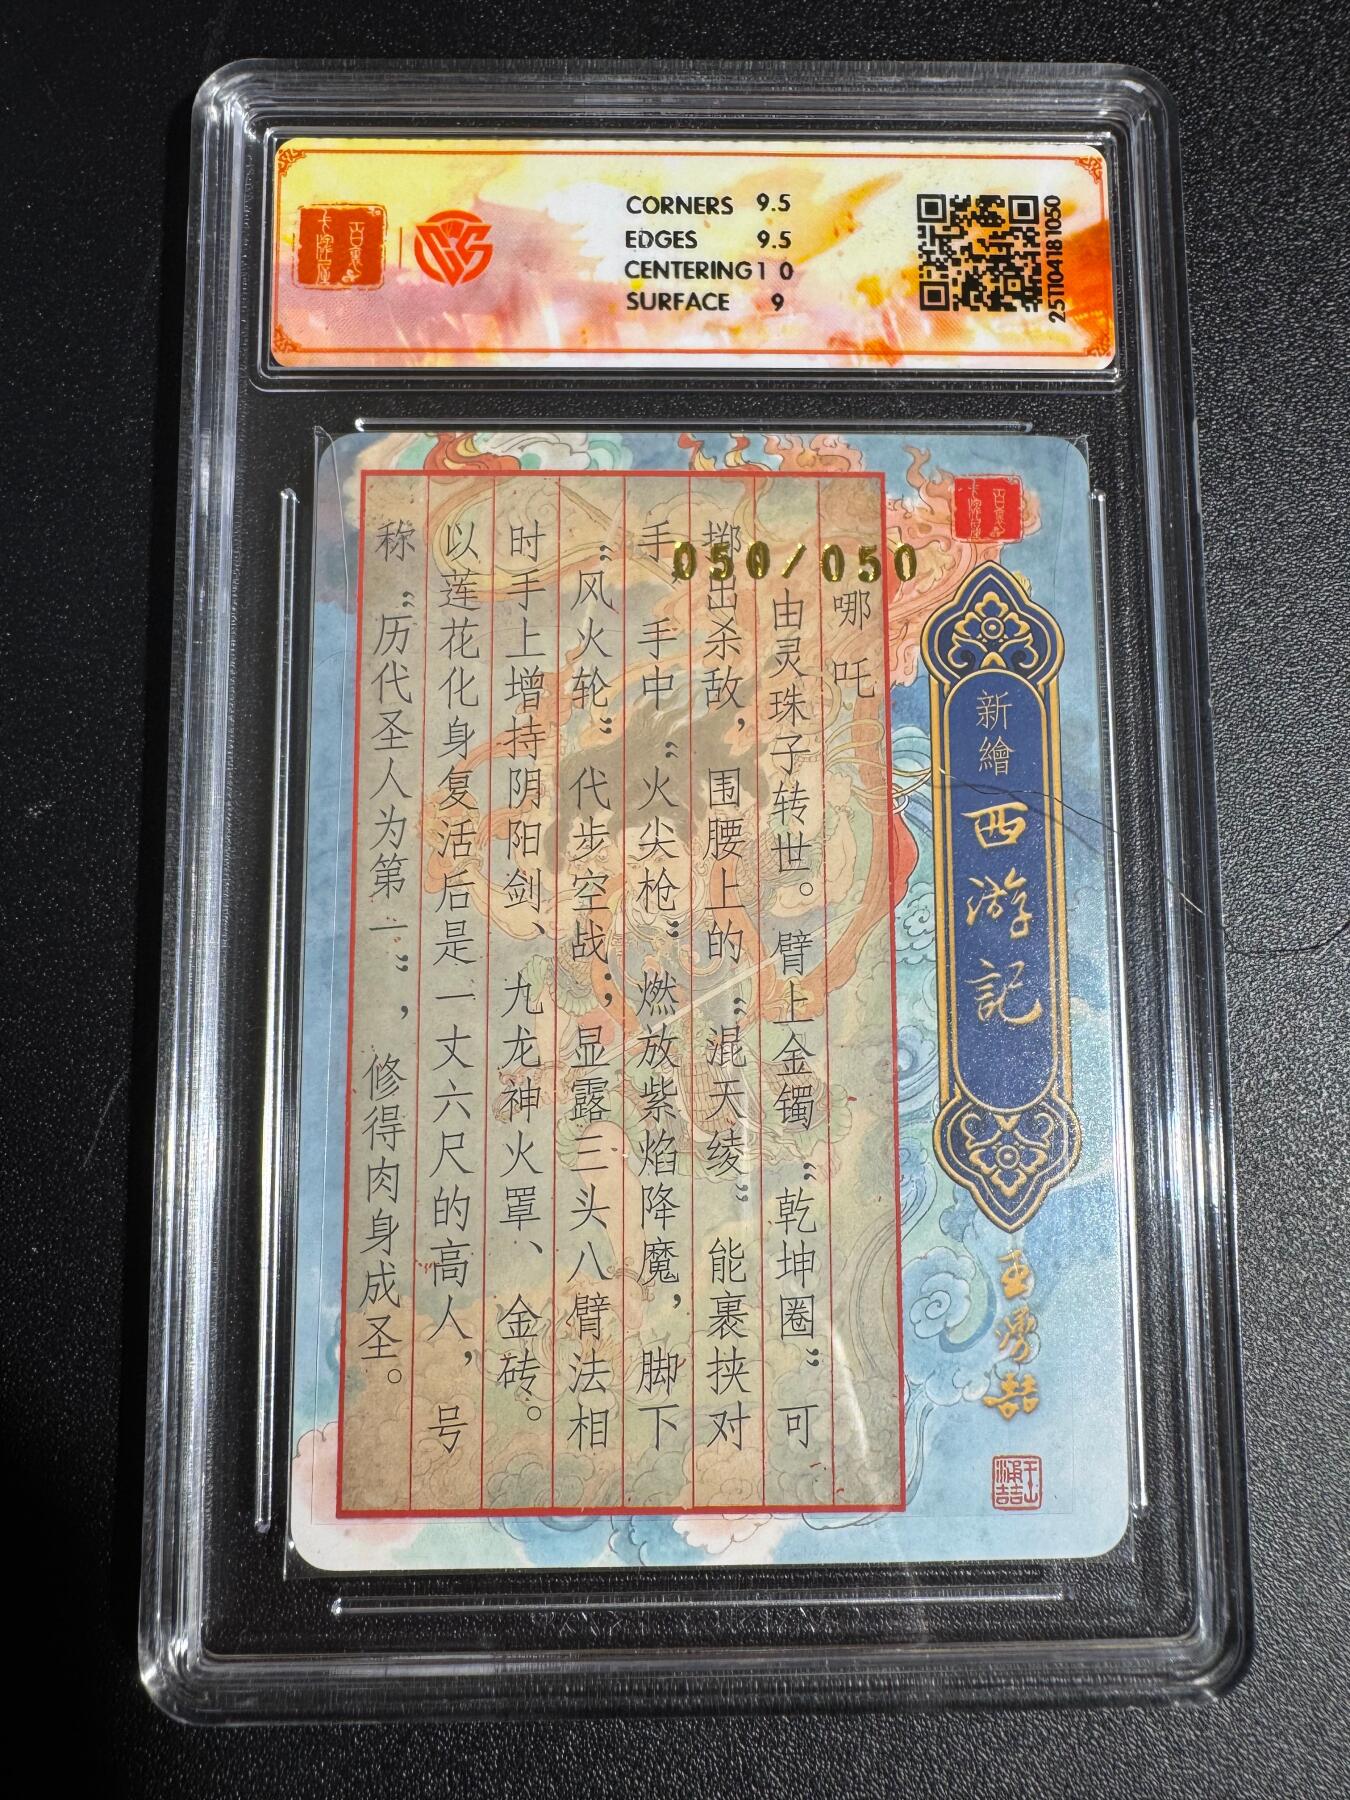 CORNERS 9.5
EDGES 9.5
CENTERING 10
SURFACE 9
251104181050
050/050
哪吒
由灵珠子转世。臂上金镯“乾坤圈”可
掷出杀敌，围腰上的“混天绫”能裹挟对
手，手中“火尖枪”燃放紫焰降魔，脚下
“风火轮”代步空战；显露三头八臂法相
时手上增持阴阳剑、九龙神火罩、金砖。
以莲花化身复活后是一丈六尺的高人，号
称“历代圣人为第一”，修得肉身成圣。
新繪
西游記